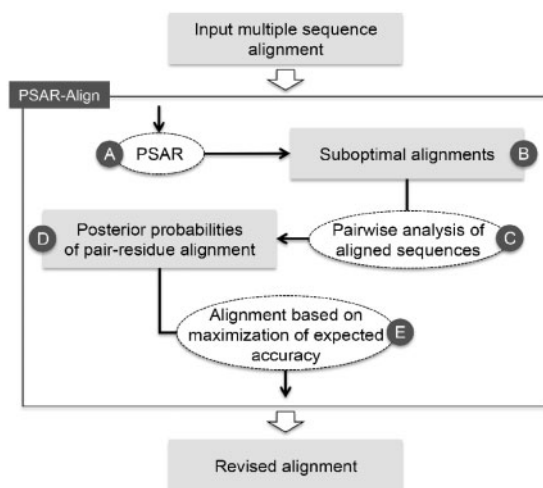 Input multiple sequence
alignment
PSAR-Align
A
PSAR
Suboptimal alignments
B
Posterior probabilities
of pair-residue alignment
D
Pairwise analysis of
aligned sequences
C
Alignment based on
maximization of expected
accuracy
E
Revised alignment